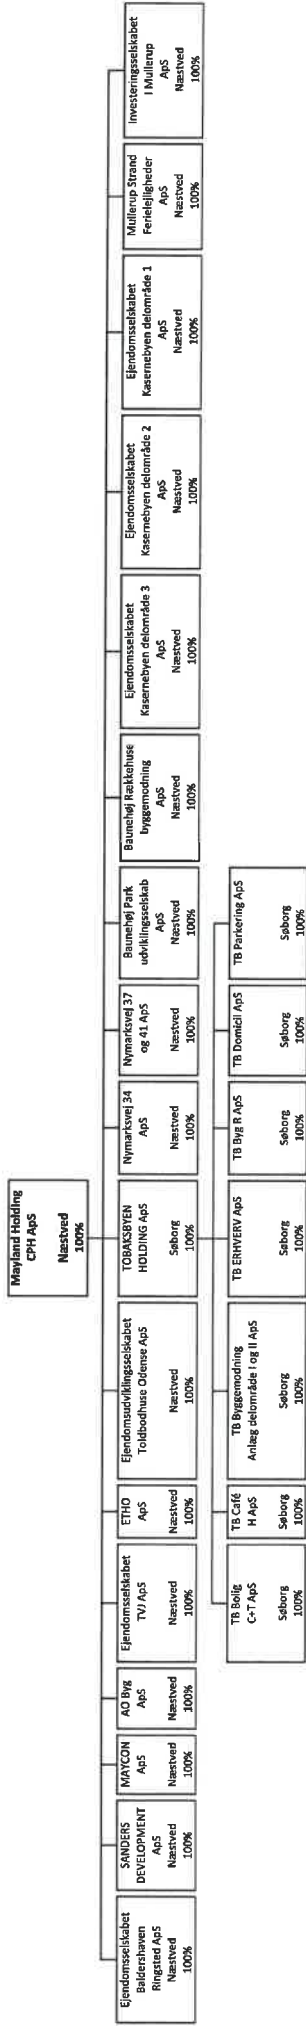 Mayland Holding
CPH ApS
Næstved
100%
Ejendomsselskabet
Baldershaven
Ringsted ApS
Næstved
100%
SANDERS
DEVELOPMENT
ApS
Næstved
100%
MAYCON
ApS
Næstved
100%
AO Byg
ApS
Næstved
100%
Ejendomsselskabet
TVJ ApS
Næstved
100%
ETHO
ApS
Næstved
100%
Ejendomsudviklingsselskabet
Toldbodhuse Odense ApS
Næstved
100%
TOBAKSBYEN
HOLDING ApS
Søborg
100%
Nymarksvej 34
ApS
Næstved
100%
Nymarksvej 37
og 41 ApS
Næstved
100%
Baunehøj Park
udviklingsselskab
ApS
Næstved
100%
Baunehøj Rækkehuse
byggemodning
ApS
Næstved
100%
Ejendomsselskabet
Kasernebyen delområde 3
ApS
Næstved
100%
Ejendomsselskabet
Kasernebyen delområde 2
ApS
Næstved
100%
Ejendomsselskabet
Kasernebyen delområde 1
ApS
Næstved
100%
Mullerup Strand
Ferielejligheder
ApS
Næstved
100%
Investeringsselskabet
I Mullerup
ApS
Næstved
100%
TB Bolig
C+T ApS
Søborg
100%
TB Café
H ApS
Søborg
100%
TB Byggemodning
Anlæg delområde I og II ApS
Søborg
100%
TB ERHVERV ApS
Søborg
100%
TB Byg R ApS
Søborg
100%
TB Domicil ApS
Søborg
100%
TB Parkering ApS
Søborg
100%